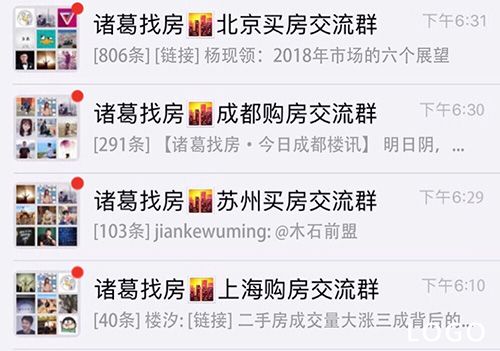 诸葛找房🌇北京买房交流群 下午6:31
[806条] [链接] 杨现领：2018年市场的六个展望
诸葛找房🌇成都购房交流群 下午6:30
[291条] 【诸葛找房·今日成都楼讯】 明日阴，...
诸葛找房🌇苏州买房交流群 下午6:29
[103条] jiankewuming: @木石前盟
诸葛找房🌇上海购房交流群 下午6:10
[40条] 楼汐: [链接] 二手房成交量大涨三成背后的...
LOGO